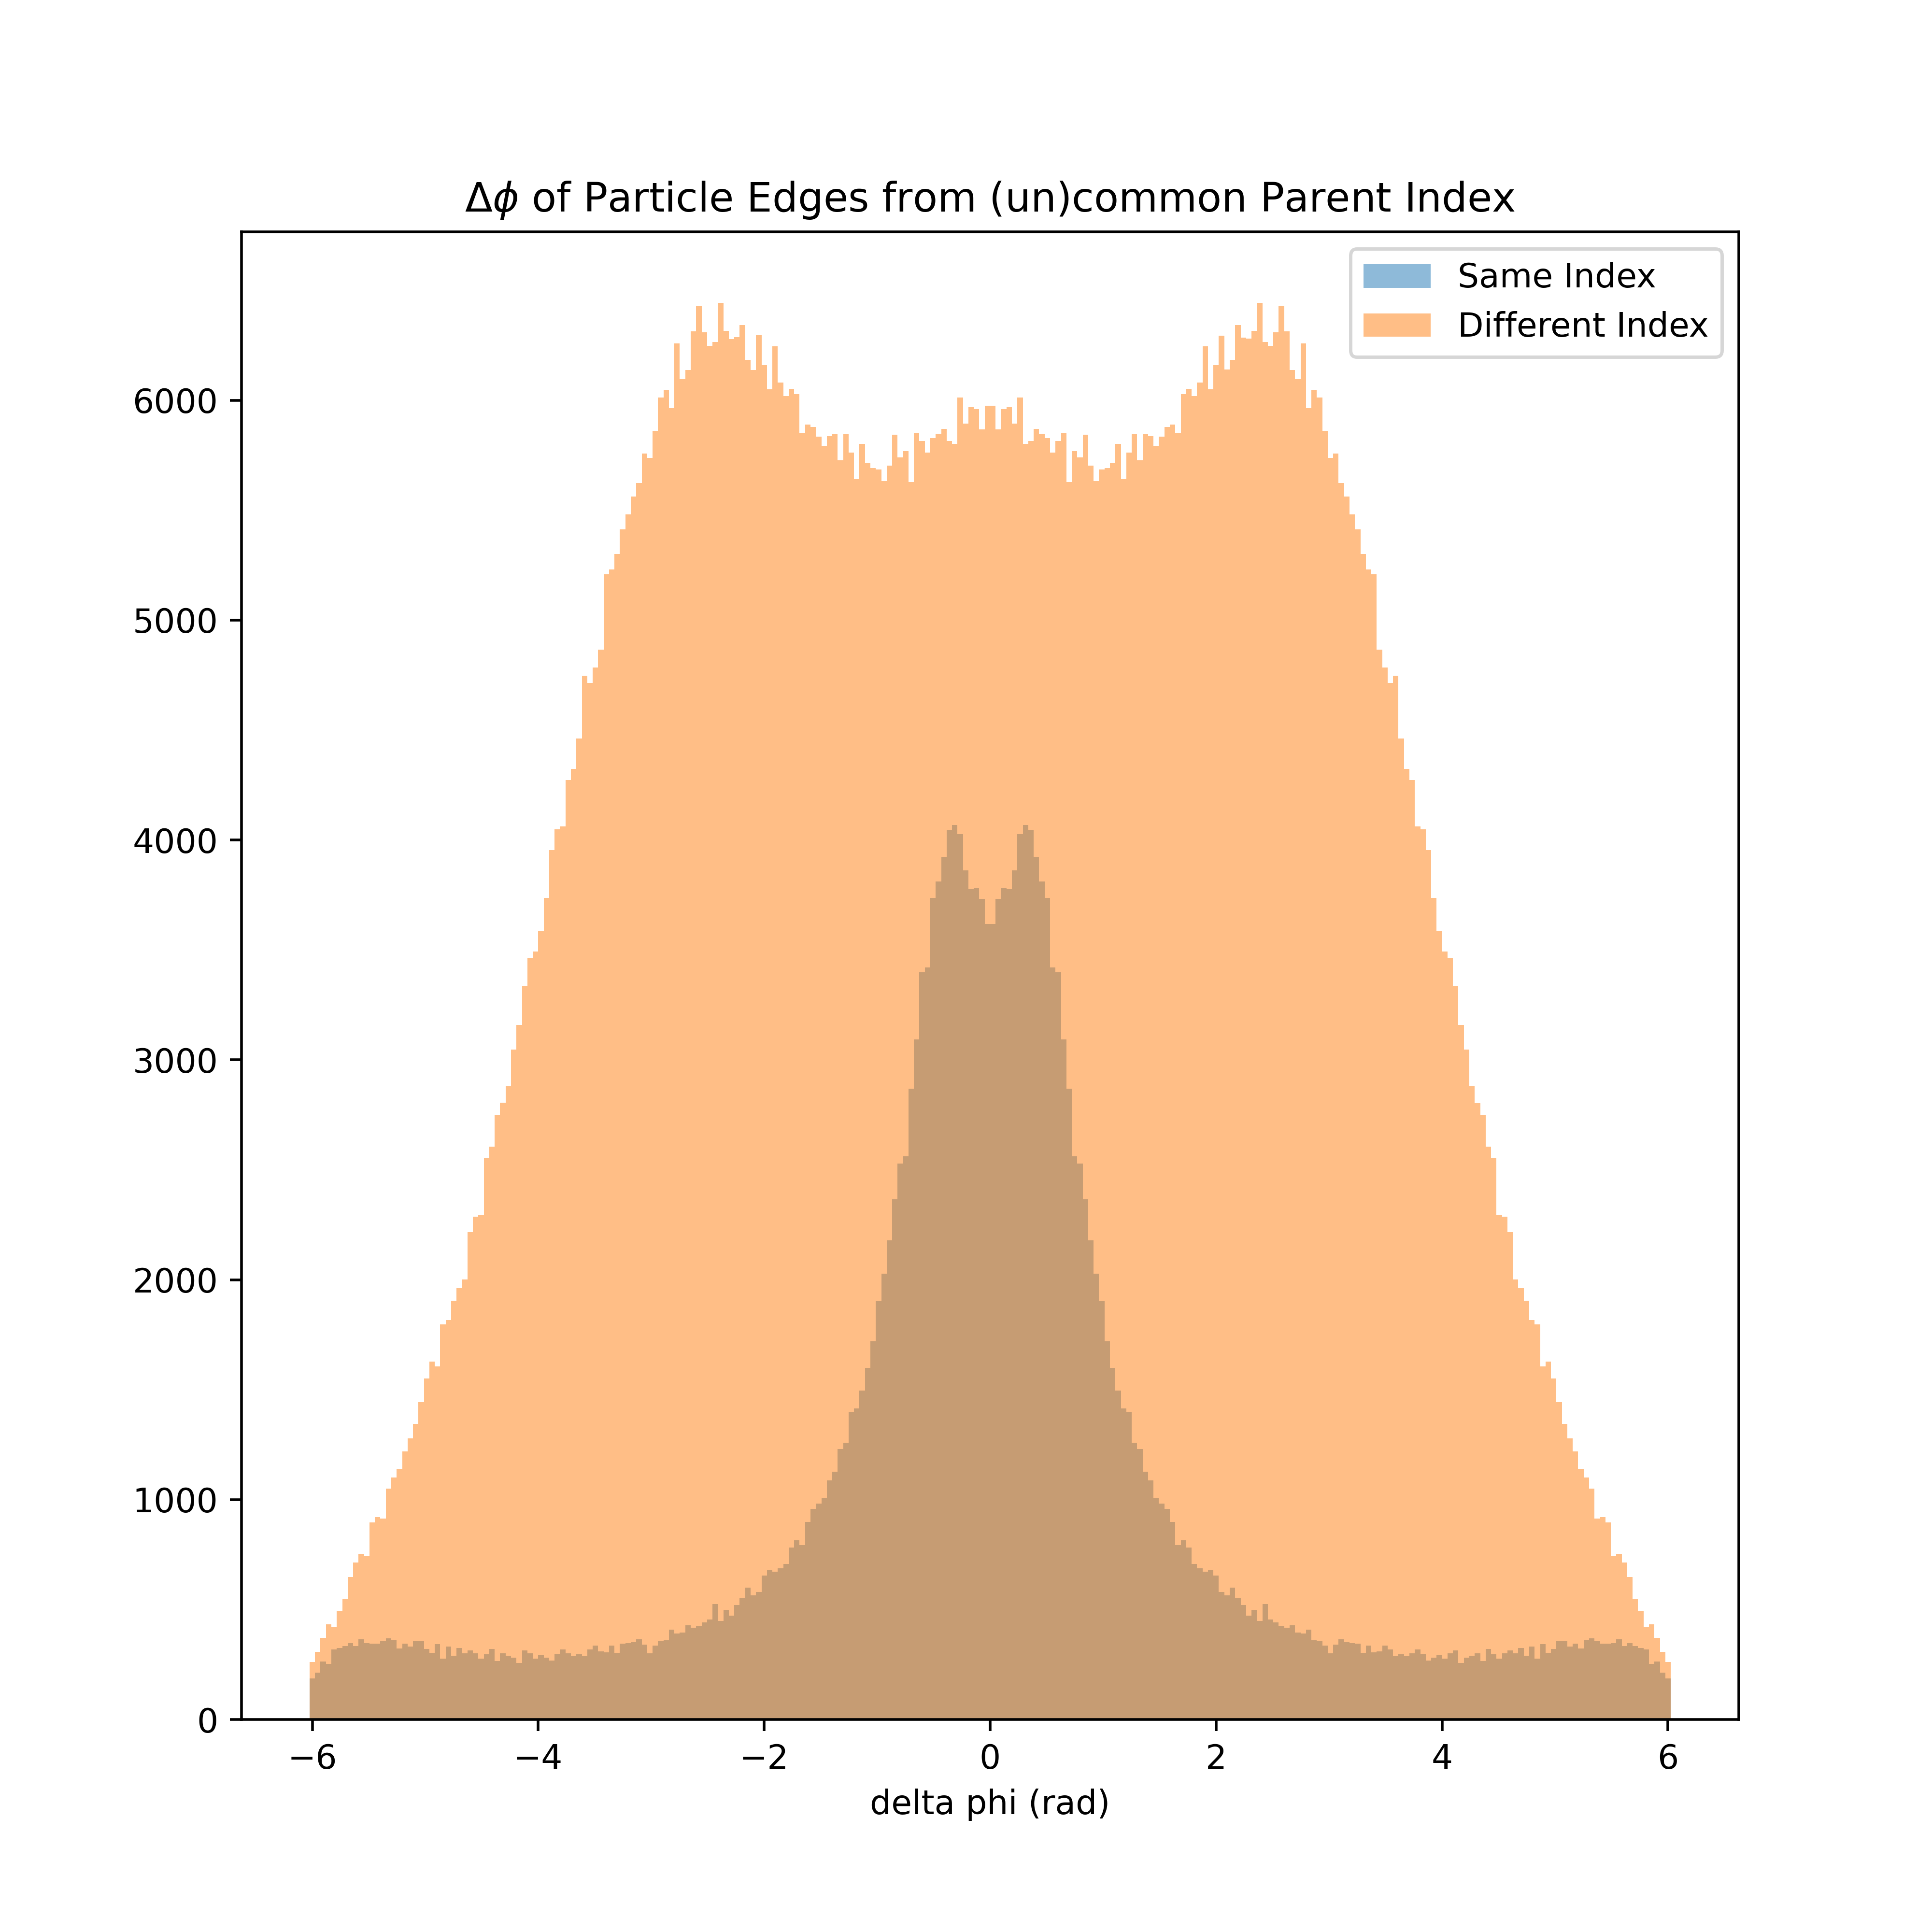 Δϕ of Particle Edges from (un)common Parent Index
Same Index
Different Index
6000
5000
4000
3000
2000
1000
0
−6 −4 −2 0 2 4 6
delta phi (rad)